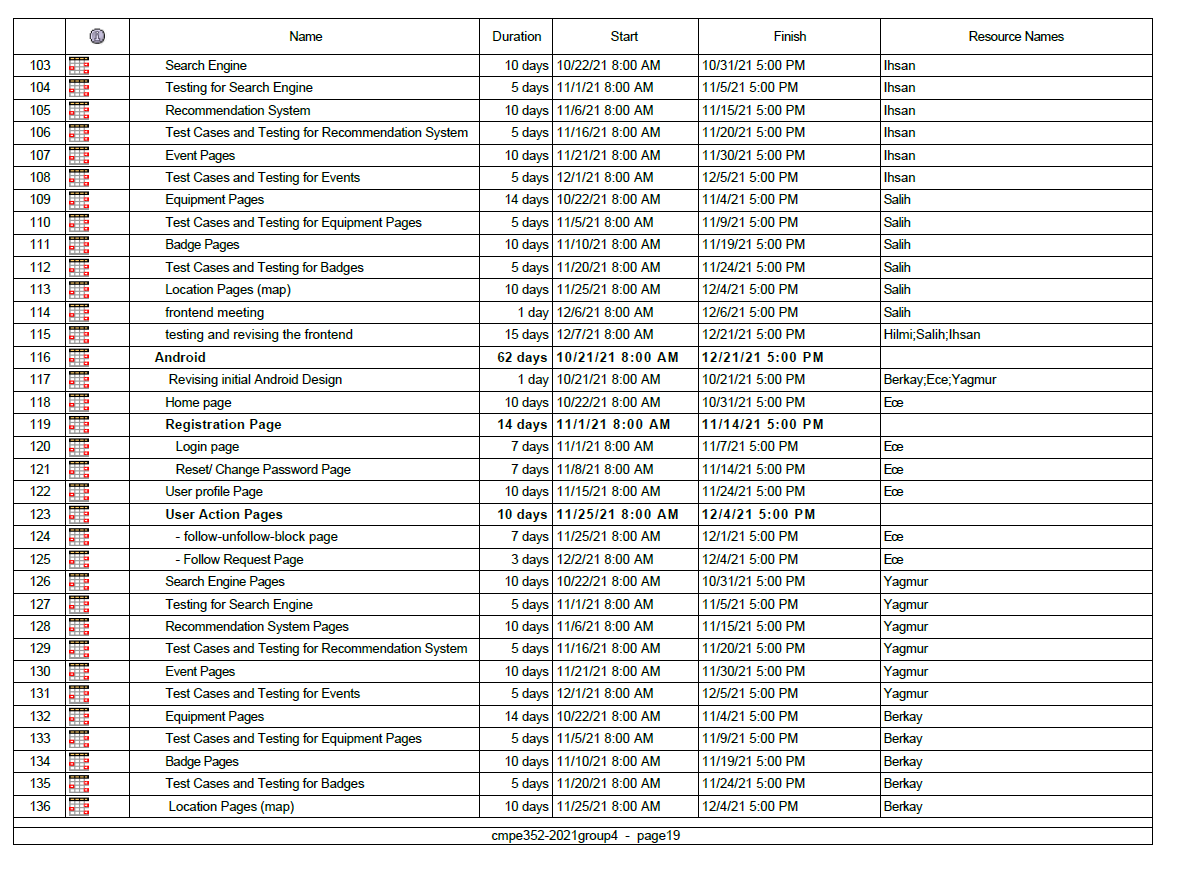 Name Duration Start Finish Resource Names
103 Search Engine 10 days 10/22/21 8:00 AM 10/31/21 5:00 PM Ihsan
104 Testing for Search Engine 5 days 11/1/21 8:00 AM 11/5/21 5:00 PM Ihsan
105 Recommendation System 10 days 11/6/21 8:00 AM 11/15/21 5:00 PM Ihsan
106 Test Cases and Testing for Recommendation System 5 days 11/16/21 8:00 AM 11/20/21 5:00 PM Ihsan
107 Event Pages 10 days 11/21/21 8:00 AM 11/30/21 5:00 PM Ihsan
108 Test Cases and Testing for Events 5 days 12/1/21 8:00 AM 12/5/21 5:00 PM Ihsan
109 Equipment Pages 14 days 10/22/21 8:00 AM 11/4/21 5:00 PM Salih
110 Test Cases and Testing for Equipment Pages 5 days 11/5/21 8:00 AM 11/9/21 5:00 PM Salih
111 Badge Pages 10 days 11/10/21 8:00 AM 11/19/21 5:00 PM Salih
112 Test Cases and Testing for Badges 5 days 11/20/21 8:00 AM 11/24/21 5:00 PM Salih
113 Location Pages (map) 10 days 11/25/21 8:00 AM 12/4/21 5:00 PM Salih
114 frontend meeting 1 day 12/6/21 8:00 AM 12/6/21 5:00 PM Salih
115 testing and revising the frontend 15 days 12/7/21 8:00 AM 12/21/21 5:00 PM Hilmi;Salih;Ihsan
116 Android 62 days 10/21/21 8:00 AM 12/21/21 5:00 PM
117 Revising initial Android Design 1 day 10/21/21 8:00 AM 10/21/21 5:00 PM Berkay;Ece;Yagmur
118 Home page 10 days 10/22/21 8:00 AM 10/31/21 5:00 PM Ece
119 Registration Page 14 days 11/1/21 8:00 AM 11/14/21 5:00 PM
120 Login page 7 days 11/1/21 8:00 AM 11/7/21 5:00 PM Ece
121 Reset/ Change Password Page 7 days 11/8/21 8:00 AM 11/14/21 5:00 PM Ece
122 User profile Page 10 days 11/15/21 8:00 AM 11/24/21 5:00 PM Ece
123 User Action Pages 10 days 11/25/21 8:00 AM 12/4/21 5:00 PM
124 - follow-unfollow-block page 7 days 11/25/21 8:00 AM 12/1/21 5:00 PM Ece
125 - Follow Request Page 3 days 12/2/21 8:00 AM 12/4/21 5:00 PM Ece
126 Search Engine Pages 10 days 10/22/21 8:00 AM 10/31/21 5:00 PM Yagmur
127 Testing for Search Engine 5 days 11/1/21 8:00 AM 11/5/21 5:00 PM Yagmur
128 Recommendation System Pages 10 days 11/6/21 8:00 AM 11/15/21 5:00 PM Yagmur
129 Test Cases and Testing for Recommendation System 5 days 11/16/21 8:00 AM 11/20/21 5:00 PM Yagmur
130 Event Pages 10 days 11/21/21 8:00 AM 11/30/21 5:00 PM Yagmur
131 Test Cases and Testing for Events 5 days 12/1/21 8:00 AM 12/5/21 5:00 PM Yagmur
132 Equipment Pages 14 days 10/22/21 8:00 AM 11/4/21 5:00 PM Berkay
133 Test Cases and Testing for Equipment Pages 5 days 11/5/21 8:00 AM 11/9/21 5:00 PM Berkay
134 Badge Pages 10 days 11/10/21 8:00 AM 11/19/21 5:00 PM Berkay
135 Test Cases and Testing for Badges 5 days 11/20/21 8:00 AM 11/24/21 5:00 PM Berkay
136 Location Pages (map) 10 days 11/25/21 8:00 AM 12/4/21 5:00 PM Berkay
cmpe352-2021group4 - page19